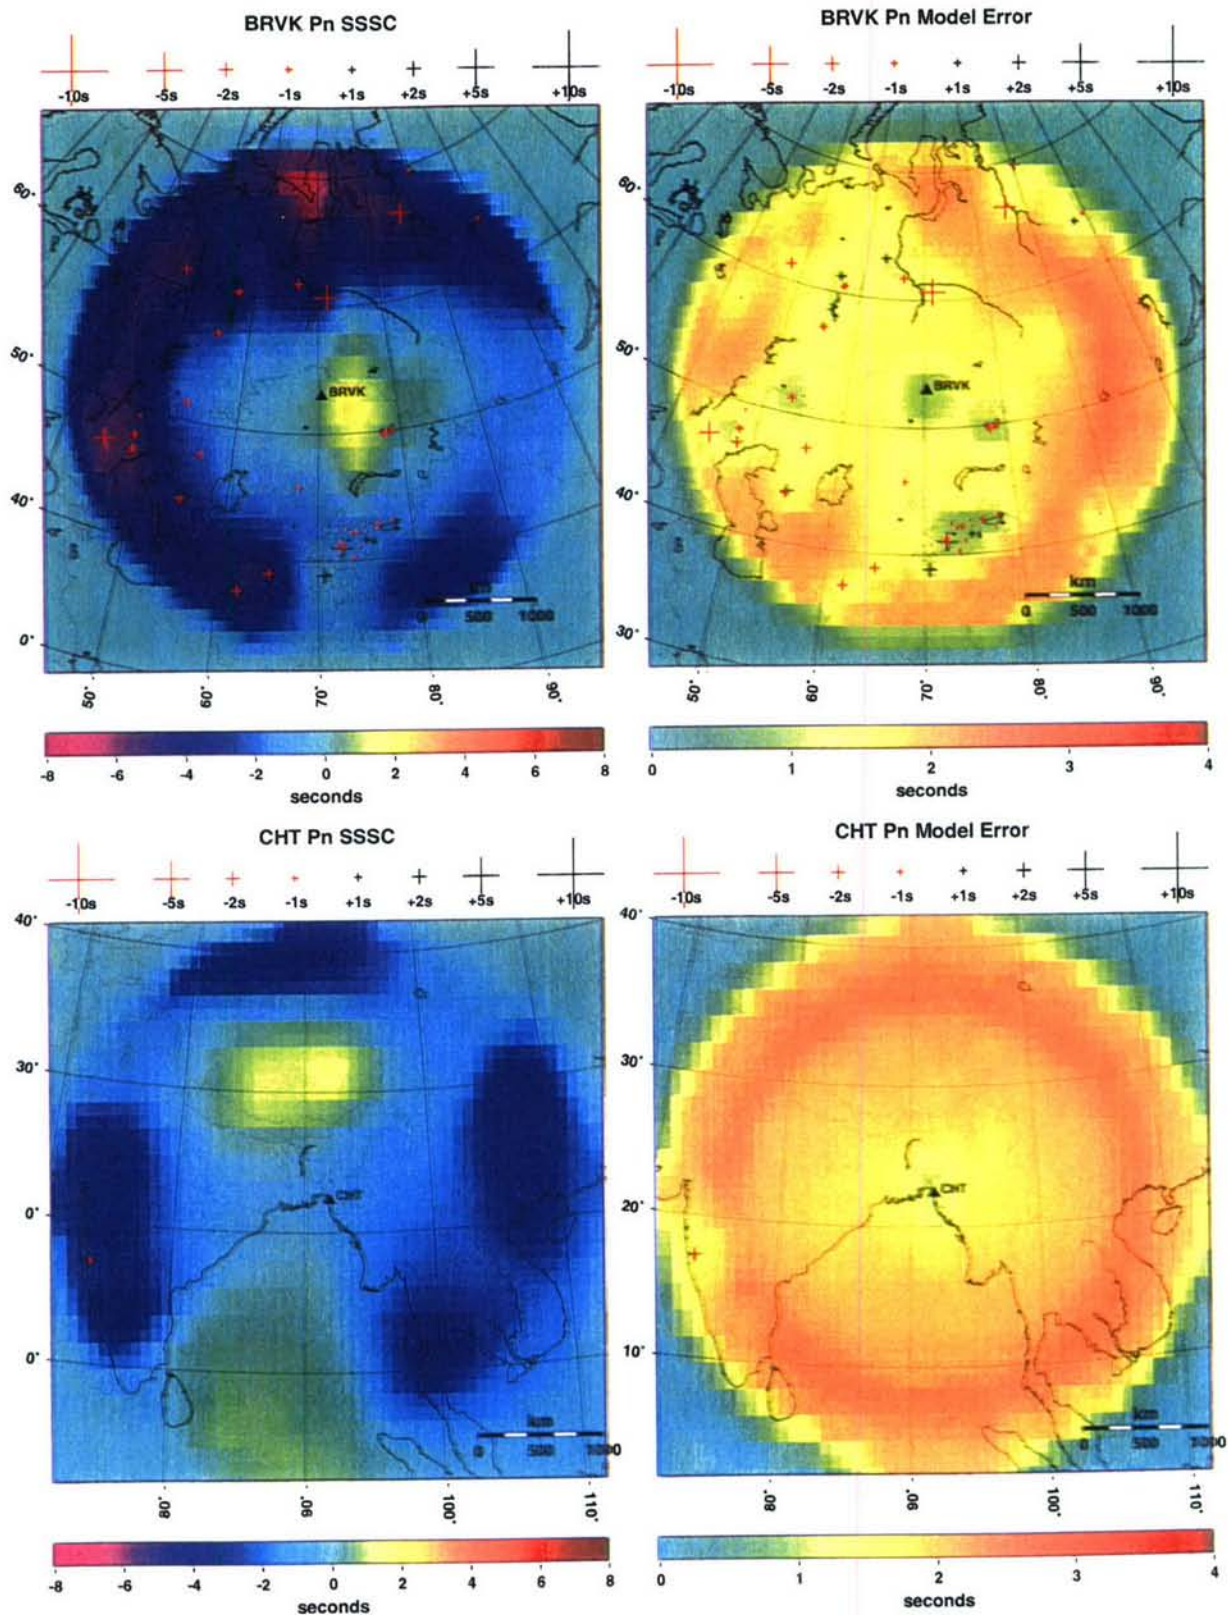 BRVK Pn SSSC
-10s -5s -2s -1s +1s +2s +5s +10s
60°
50°
40°
0°
BRVK
km
0 500 1000
50° 60° 70° 80° 90°
-8 -6 -4 -2 0 2 4 6 8
seconds
BRVK Pn Model Error
-10s -5s -2s -1s +1s +2s +5s +10s
60°
50°
40°
30°
BRVK
km
0 500 1000
50° 60° 70° 80° 90°
0 1 2 3 4
seconds
CHT Pn SSSC
-10s -5s -2s -1s +1s +2s +5s +10s
40°
30°
0°
0°
CHT
km
0 500 1000
80° 90° 100° 110°
-8 -6 -4 -2 0 2 4 6 8
seconds
CHT Pn Model Error
-10s -5s -2s -1s +1s +2s +5s +10s
40°
30°
20°
10°
CHT
km
0 500 1000
80° 90° 100° 110°
0 1 2 3 4
seconds